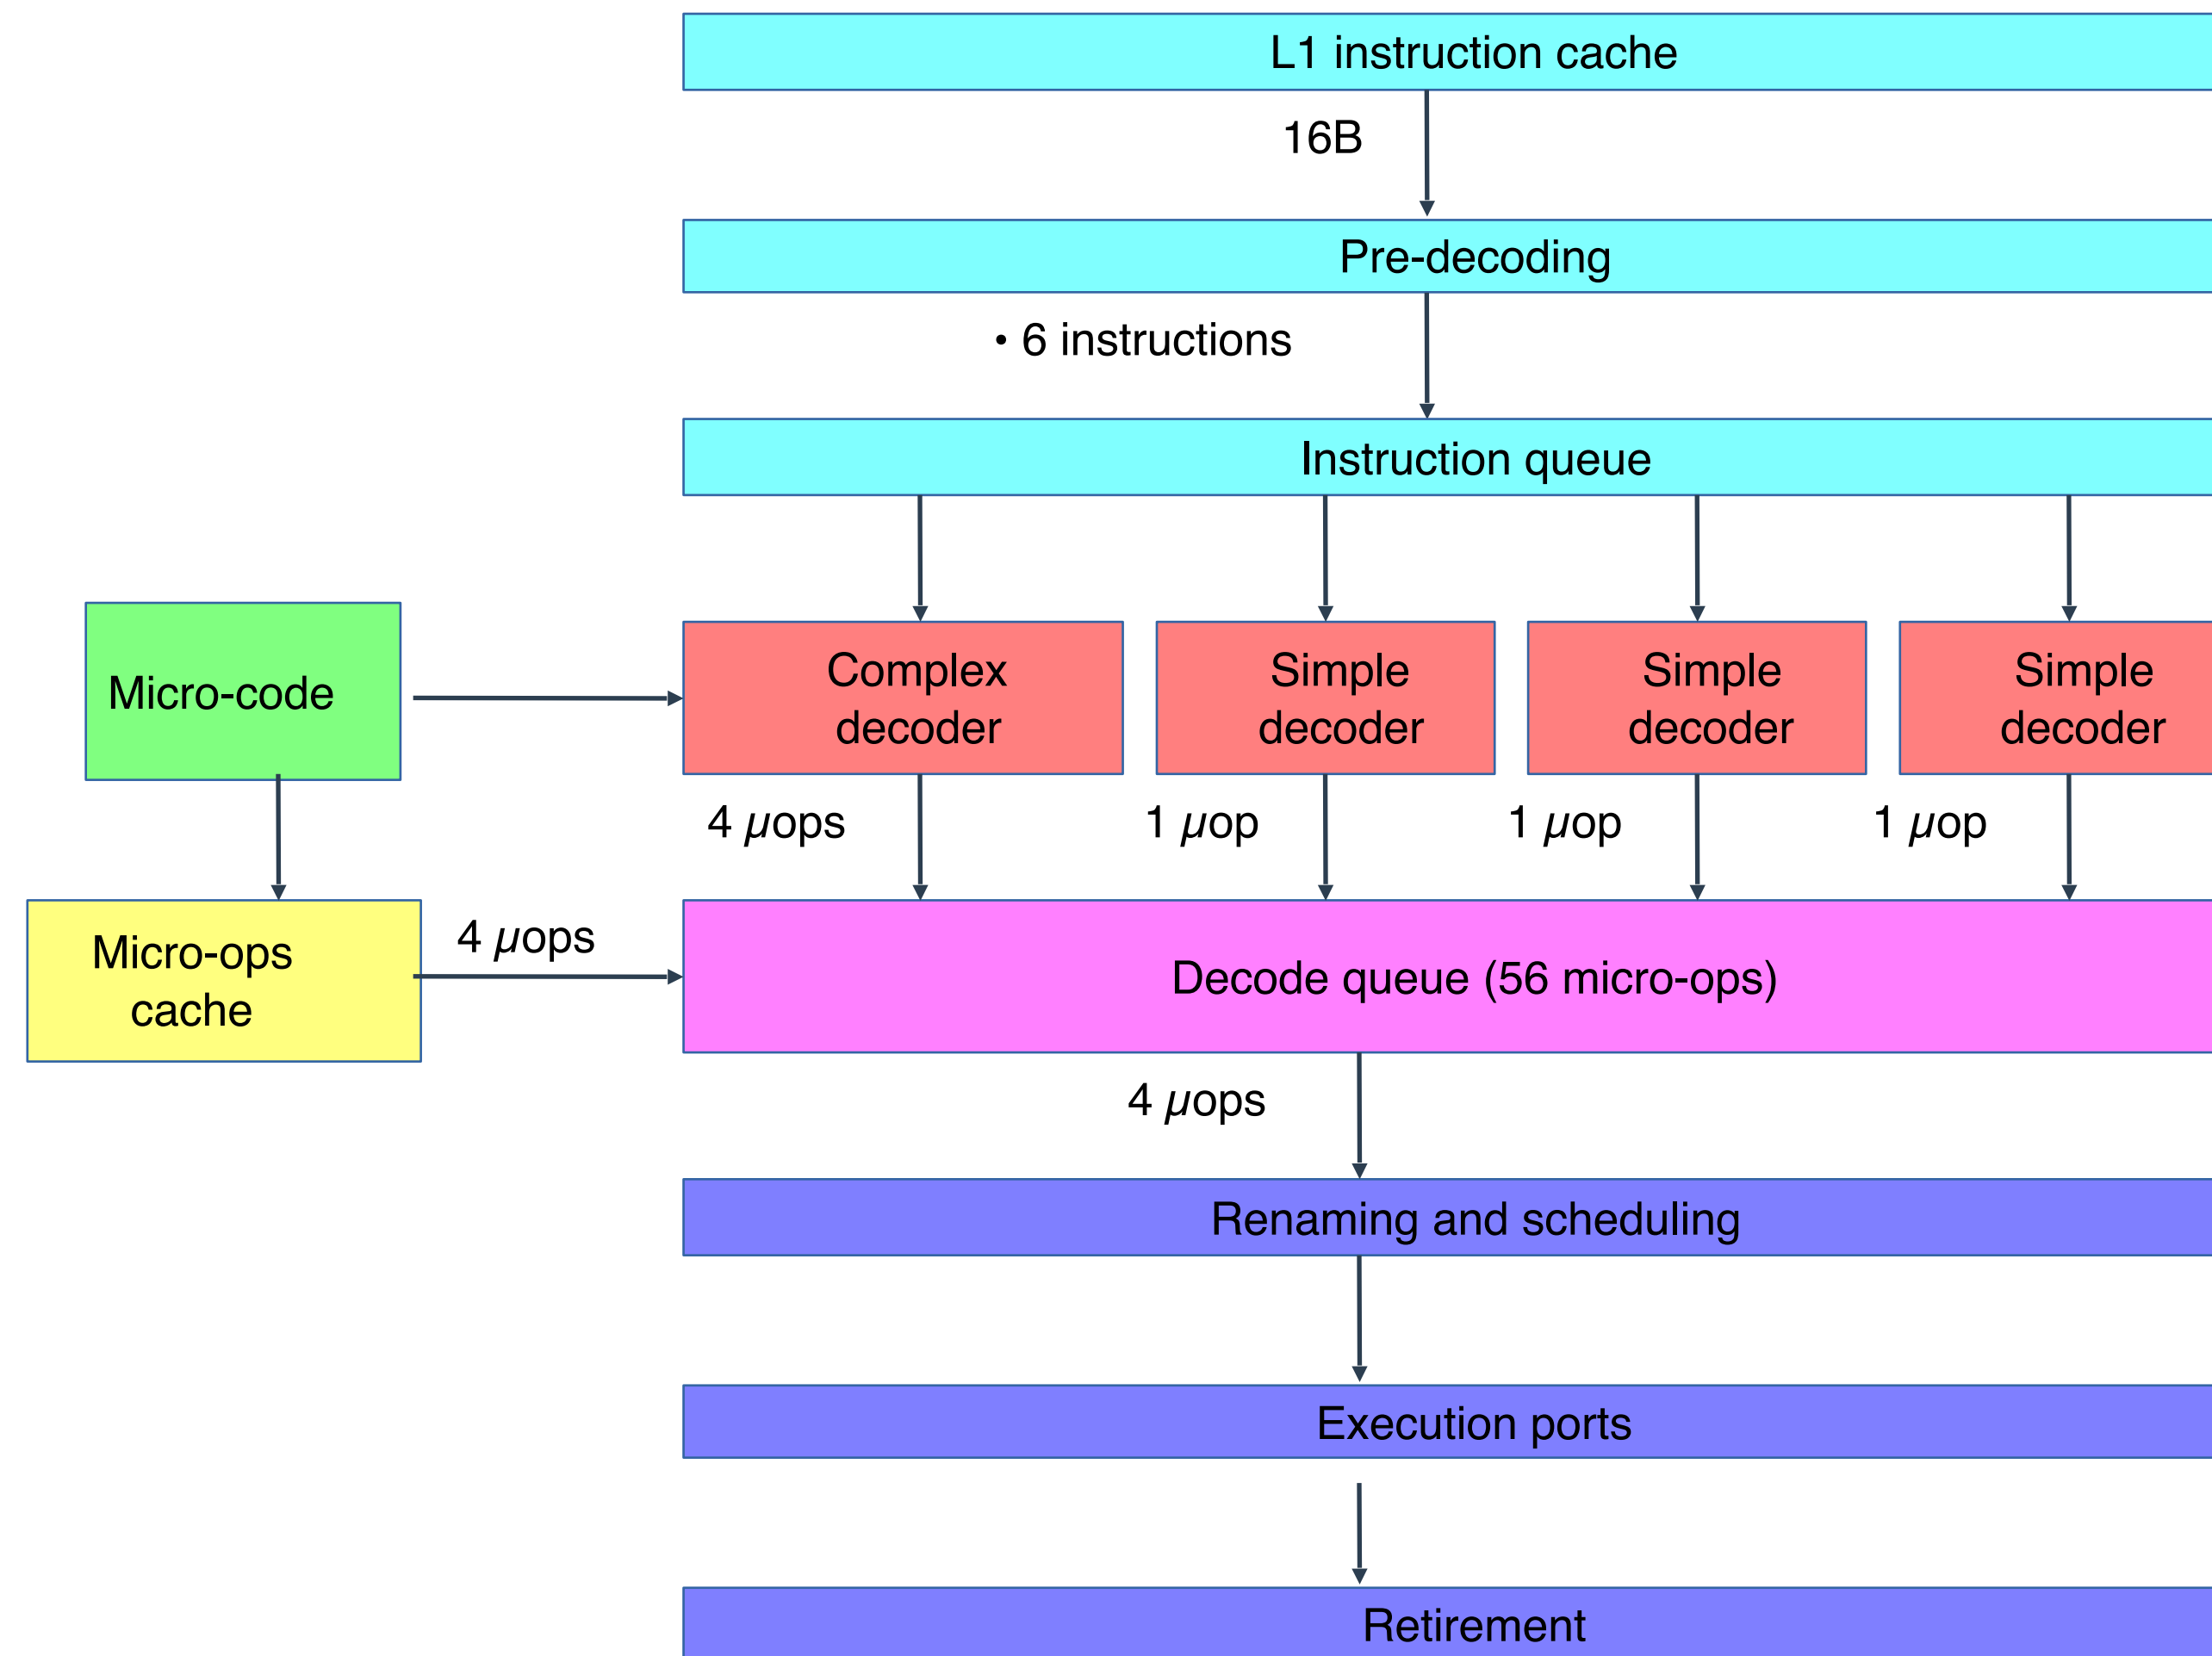 L1 instruction cache
16B
Pre-decoding
• 6 instructions
Instruction queue
Micro-code
Complex
decoder
Simple
decoder
Simple
decoder
Simple
decoder
4 µops
1 µop
1 µop
1 µop
Micro-ops
cache
4 µops
Decode queue (56 micro-ops)
4 µops
Renaming and scheduling
Execution ports
Retirement